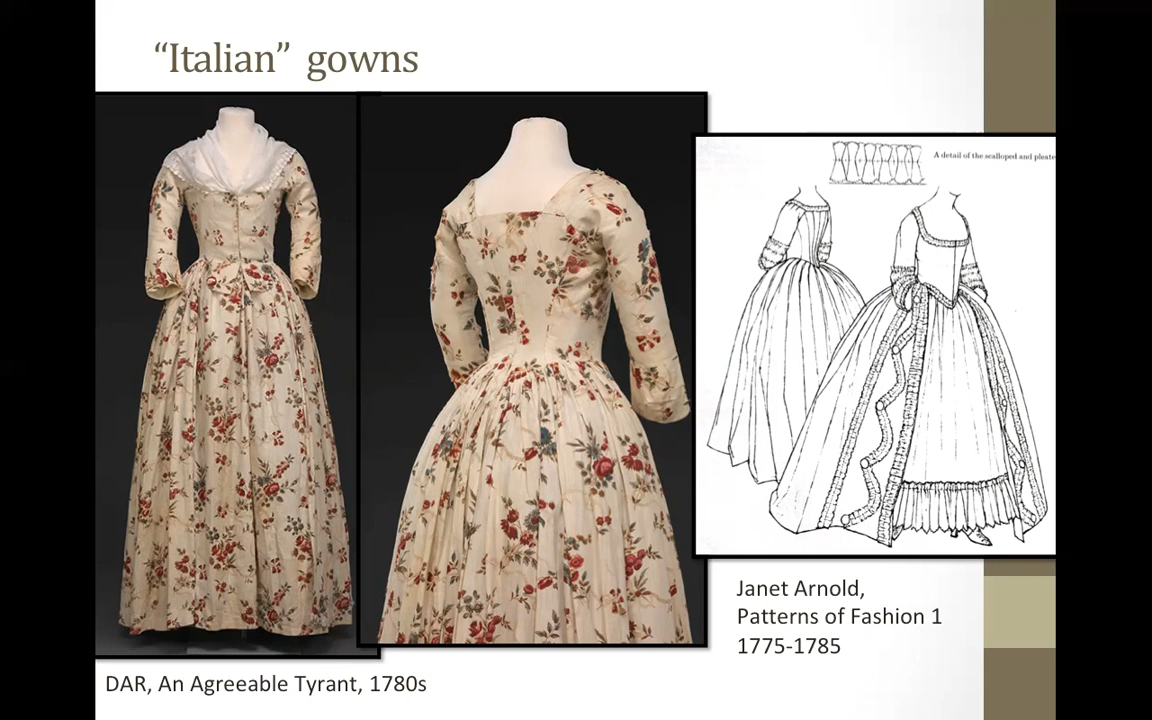 “Italian” gowns
A detail of the scalloped and pleate
Janet Arnold,
Patterns of Fashion 1
1775-1785
DAR, An Agreeable Tyrant, 1780s